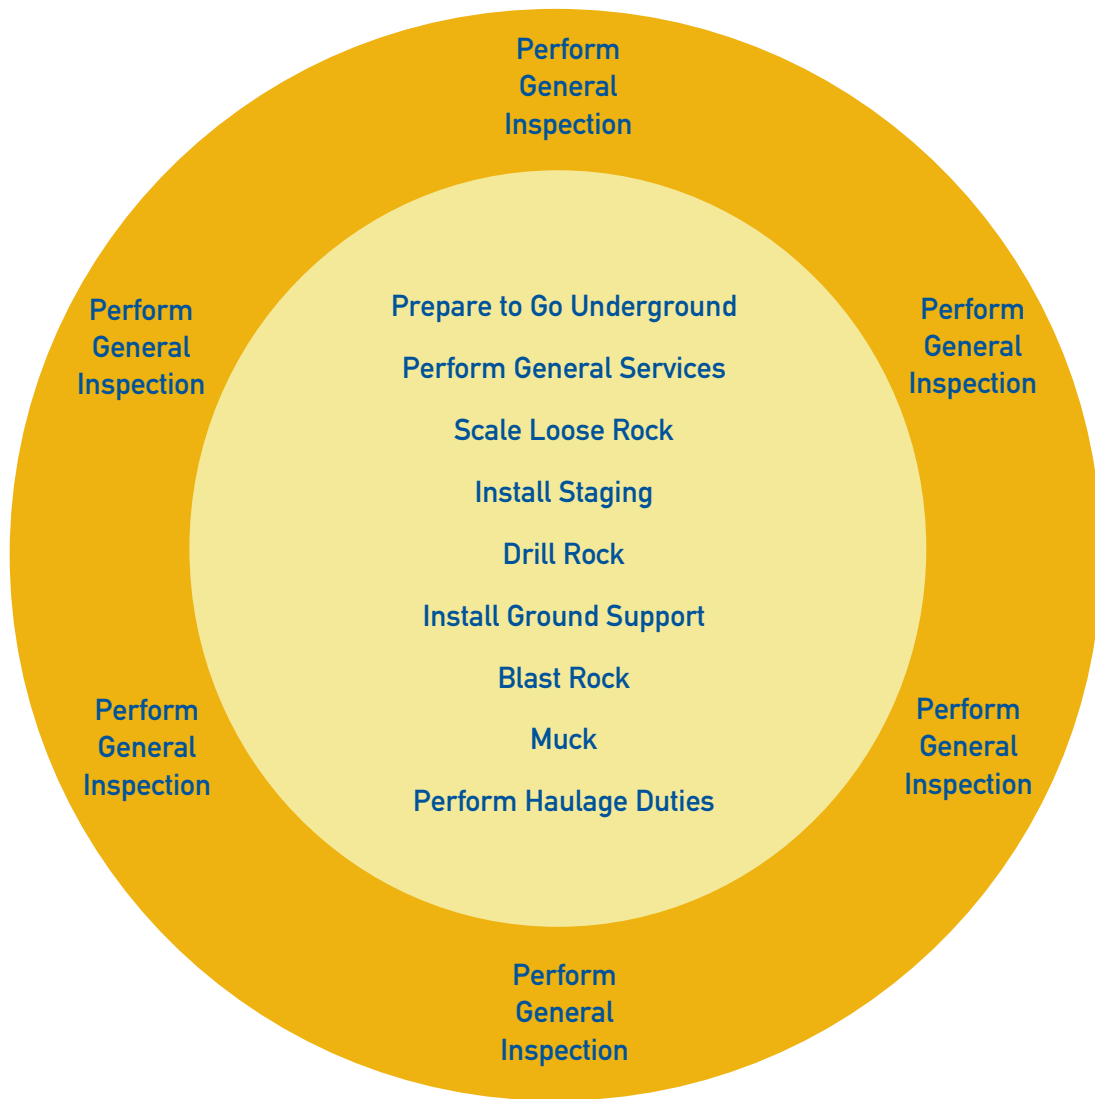 Perform
General
Inspection
Perform
General
Inspection
Perform
General
Inspection
Prepare to Go Underground
Perform General Services
Scale Loose Rock
Install Staging
Drill Rock
Install Ground Support
Blast Rock
Muck
Perform Haulage Duties
Perform
General
Inspection
Perform
General
Inspection
Perform
General
Inspection